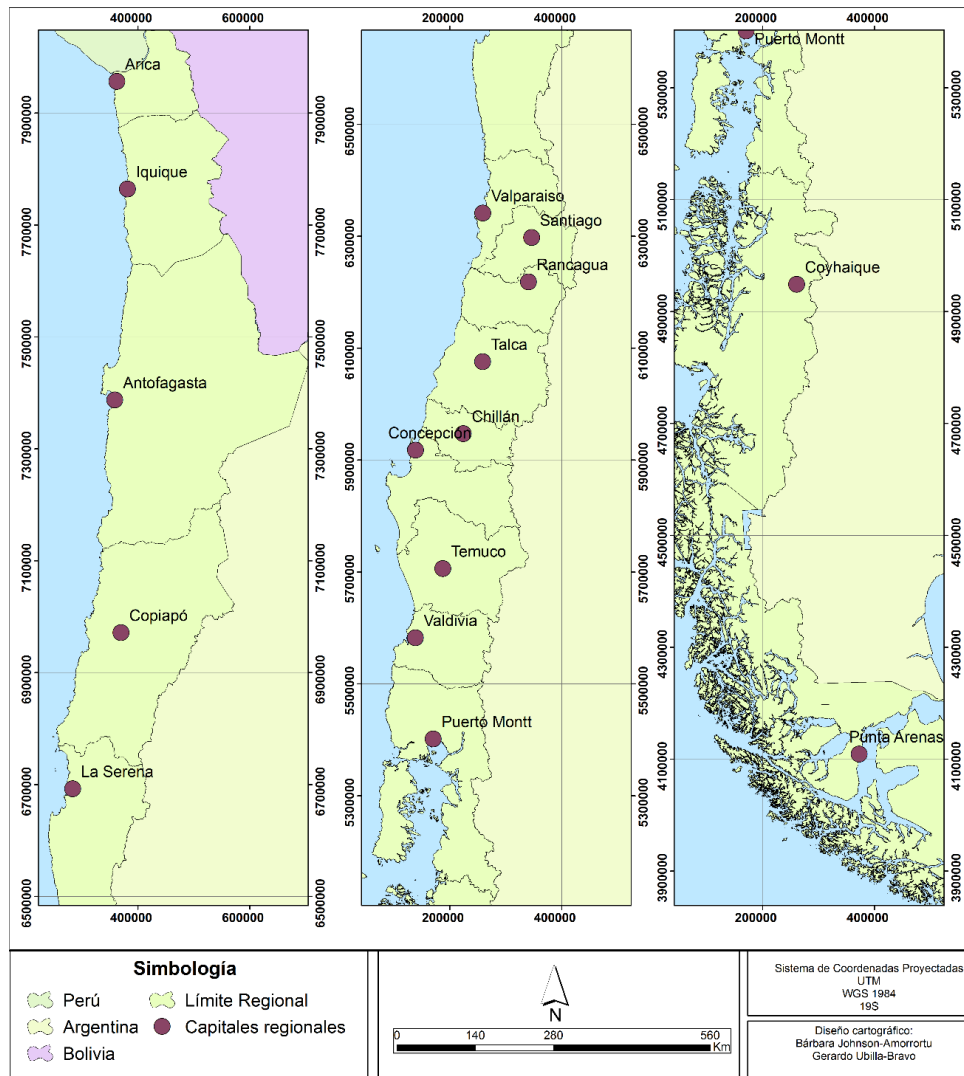 400000 600000
200000 400000
200000 400000
Arica
Iquique
Antofagasta
Copiapó
La Serena
7900000 7900000
7700000 7700000
7500000 7500000
7300000 7300000
7100000 7100000
6900000 6900000
6700000 6700000
6500000 6500000
400000 600000
Valparaiso
Santiago
Rancagua
Talca
Chillán
Concepción
Temuco
Valdivia
Puerto Montt
6500000 6500000
6300000 6300000
6100000 6100000
5900000 5900000
5700000 5700000
5500000 5500000
5300000 5300000
200000 400000
Puerto Montt
Coyhaique
Punta Arenas
5300000 5300000
5100000 5100000
4900000 4900000
4700000 4700000
4500000 4500000
4300000 4300000
4100000 4100000
3900000 3900000
200000 400000
Simbología
Perú Límite Regional
Argentina Capitales regionales
Bolivia
N
0 140 280 560
Km
Sistema de Coordenadas Proyectadas
UTM
WGS 1984
19S
Diseño cartográfico:
Bárbara Johnson-Amorrortu
Gerardo Ubilla-Bravo